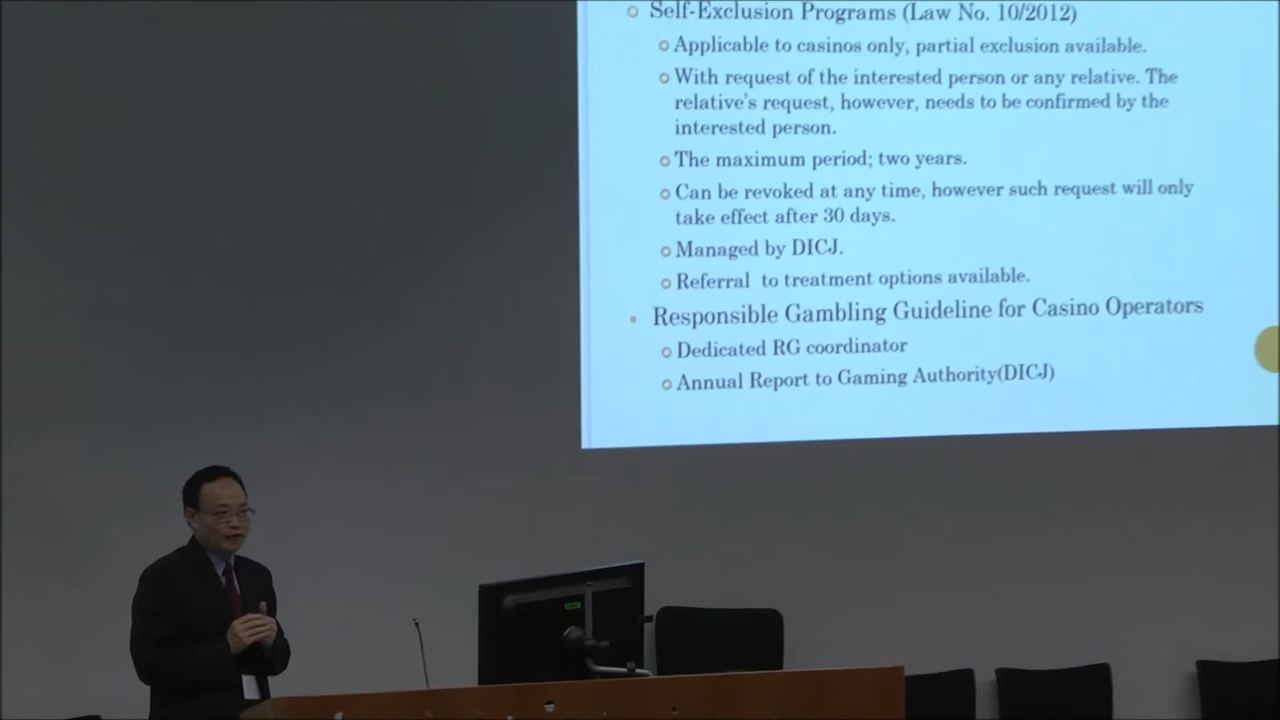 Self-Exclusion Programs (Law No. 10/2012)
Applicable to casinos only, partial exclusion available.
With request of the interested person or any relative. The
relative's request, however, needs to be confirmed by the
interested person.
The maximum period; two years.
Can be revoked at any time, however such request will only
take effect after 30 days.
Managed by DICJ.
Referral to treatment options available.
Responsible Gambling Guideline for Casino Operators
Dedicated RG coordinator
Annual Report to Gaming Authority(DICJ)